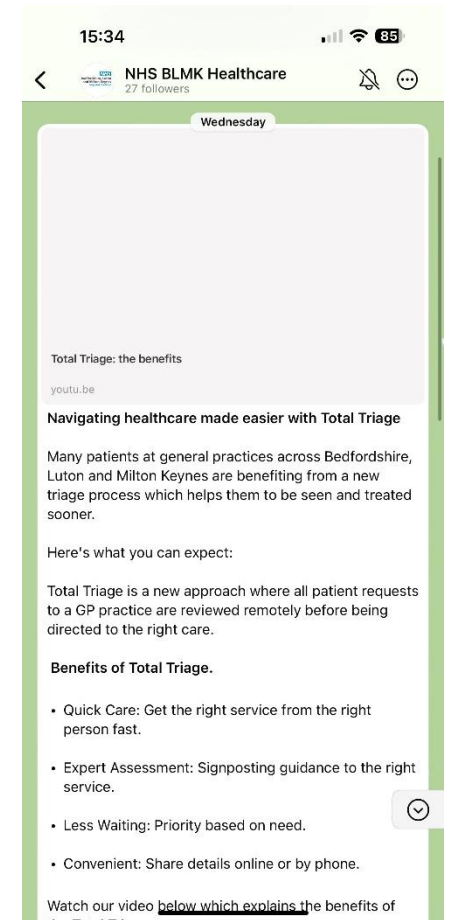 15:34
85
NHS BLMK Healthcare
27 followers
Wednesday
Total Triage: the benefits
youtu.be
Navigating healthcare made easier with Total Triage
Many patients at general practices across Bedfordshire,
Luton and Milton Keynes are benefiting from a new
triage process which helps them to be seen and treated
sooner.
Here's what you can expect:
Total Triage is a new approach where all patient requests
to a GP practice are reviewed remotely before being
directed to the right care.
Benefits of Total Triage.
• Quick Care: Get the right service from the right
person fast.
• Expert Assessment: Signposting guidance to the right
service.
• Less Waiting: Priority based on need.
• Convenient: Share details online or by phone.
Watch our video below which explains the benefits of